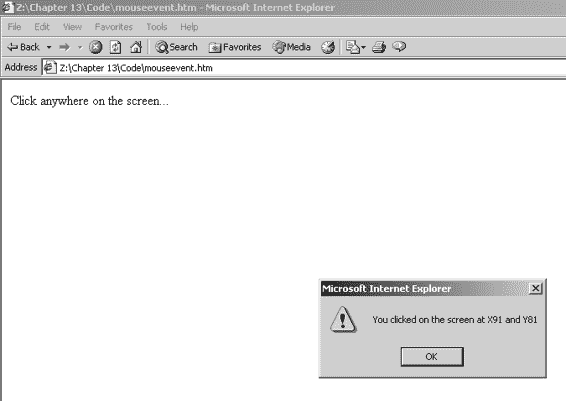 Z:\Chapter 13\Code\mouseevent.htm - Microsoft Internet Explorer
File Edit View Favorites Tools Help
Back Search Favorites Media
Address Z:\Chapter 13\Code\mouseevent.htm
Click anywhere on the screen...
Microsoft Internet Explorer
You clicked on the screen at X91 and Y81
OK